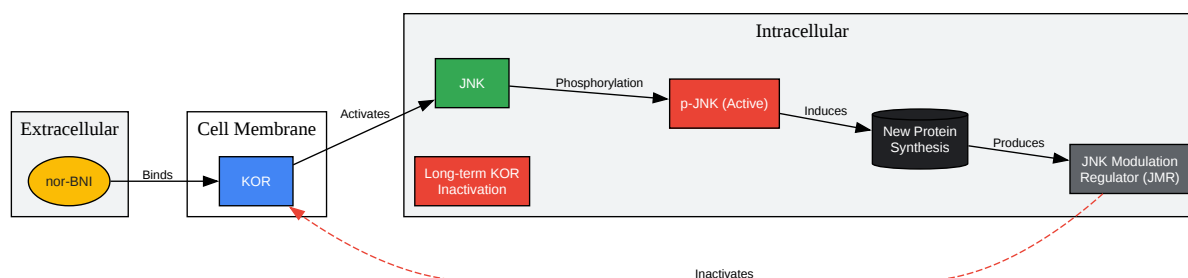 Intracellular
JNK
Phosphorylation
p-JNK (Active)
Activates
Induces
Extracellular
Cell Membrane
New Protein
Synthesis
Produces
nor-BNI
Binds
KOR
Long-term KOR
Inactivation
JNK Modulation
Regulator (JMR)
Inactivates